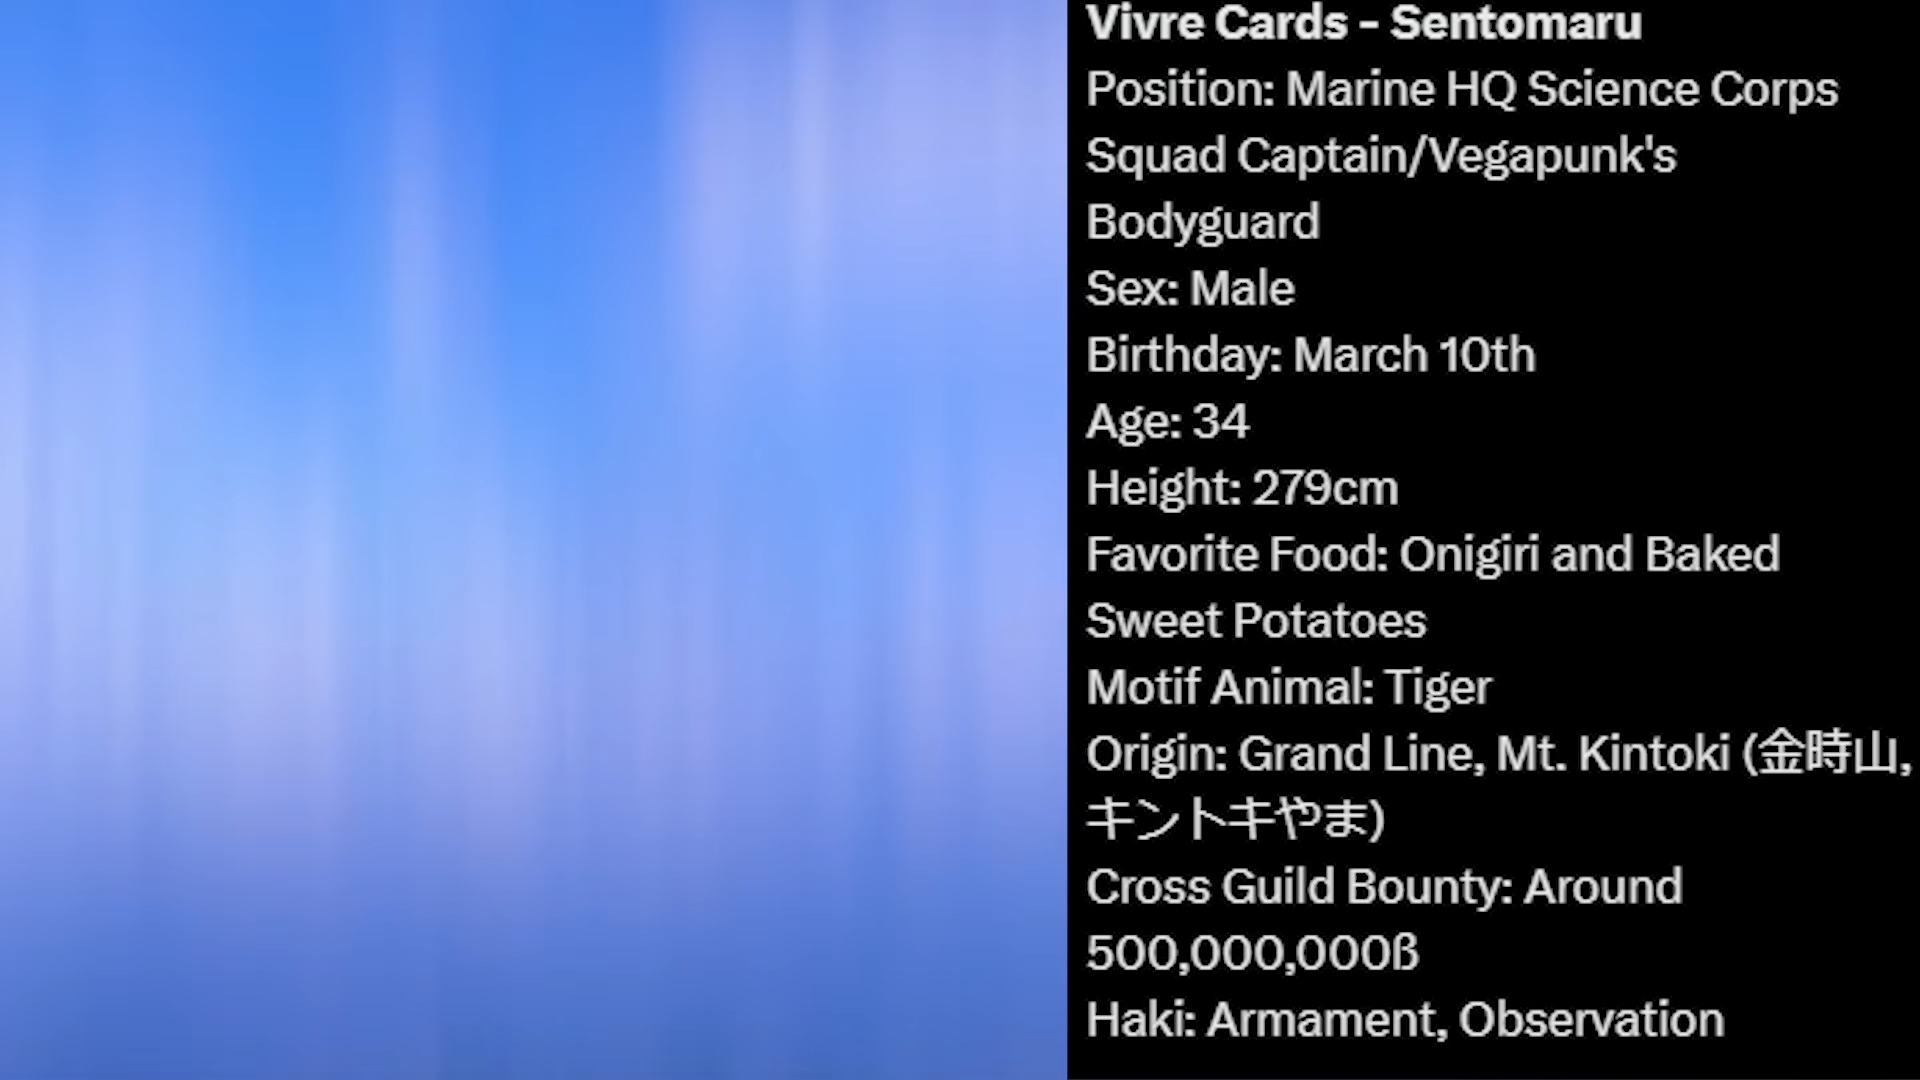 Vivre Cards - Sentomaru
Position: Marine HQ Science Corps
Squad Captain/Vegapunk's
Bodyguard
Sex: Male
Birthday: March 10th
Age: 34
Height: 279cm
Favorite Food: Onigiri and Baked
Sweet Potatoes
Motif Animal: Tiger
Origin: Grand Line, Mt. Kintoki (金時山,
キントキやま)
Cross Guild Bounty: Around
500,000,000ß
Haki: Armament, Observation